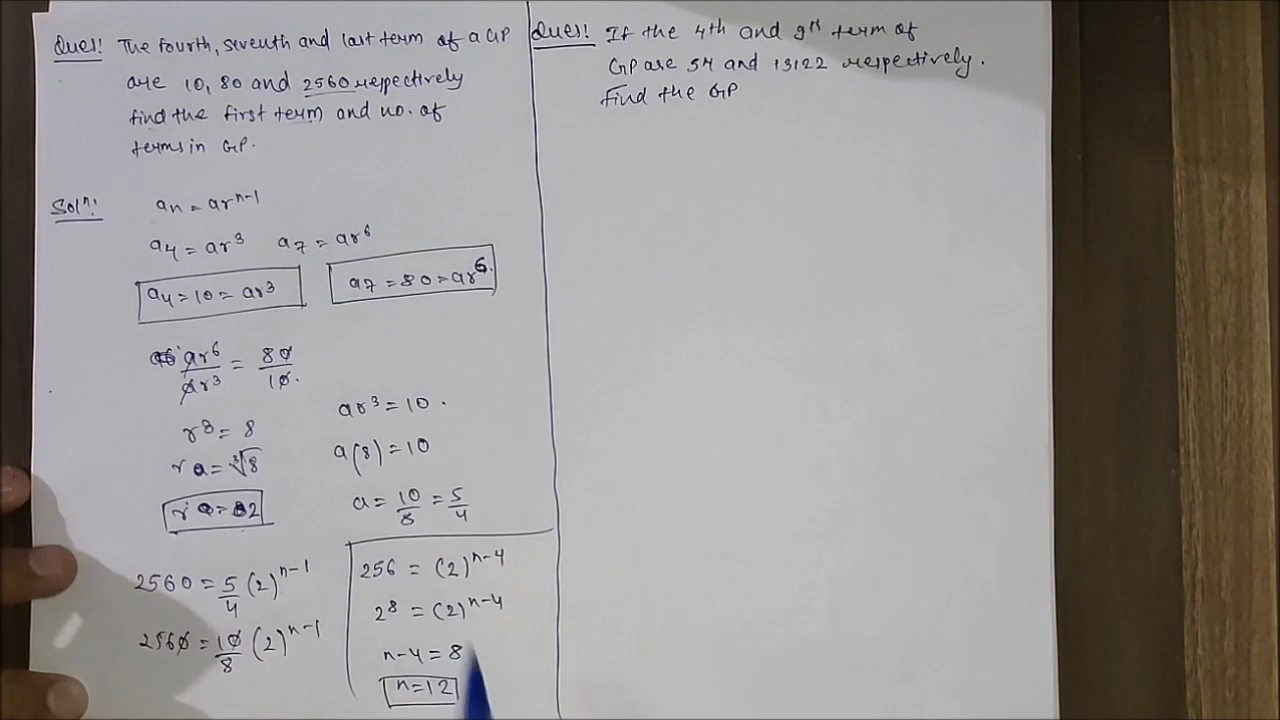 Ques! The fourth, seventh and last term of a GP
are 10, 80 and 2560 respectively
find the first term and no. of
terms in GP.
Solⁿ:
aₙ = arⁿ⁻¹
a₄ = ar³ a₇ = ar⁶
a₄ = 10 = ar³ a₇ = 80 = ar⁶.
ar⁶/ar³ = 80/10.
r³ = 8
r = ∛8
r = 2
ar³ = 10.
a(8) = 10
a = 10/8 = 5/4
2560 = 5/4 (2)ⁿ⁻¹
2560 = 10/8 (2)ⁿ⁻¹
256 = (2)ⁿ⁻⁴
2⁸ = (2)ⁿ⁻⁴
n-4 = 8
n=12
Ques! If the 4th and 9th term of
GP are 54 and 13122 respectively.
Find the GP